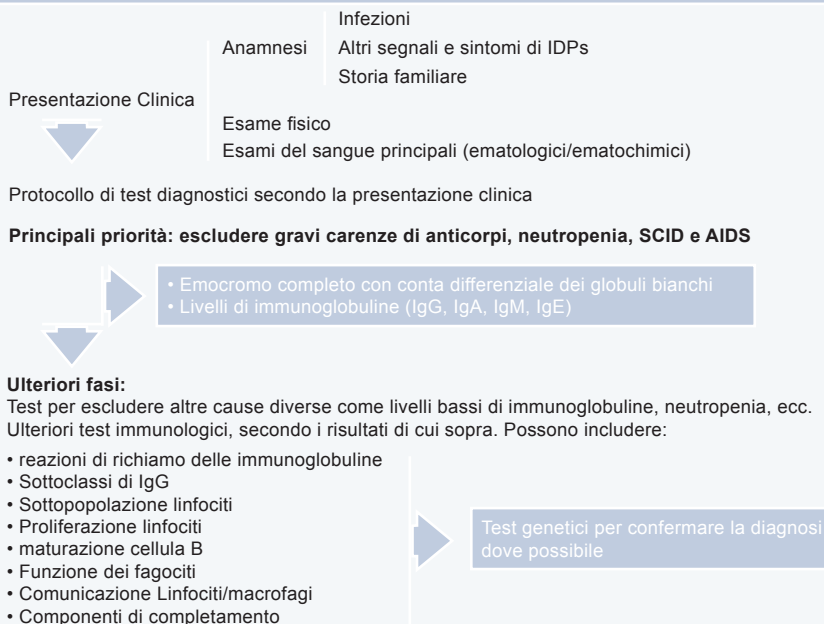 Infezioni
Anamnesi
Altri segnali e sintomi di IDPs
Storia familiare
Presentazione Clinica
Esame fisico
Esami del sangue principali (ematologici/ematochimici)
Protocollo di test diagnostici secondo la presentazione clinica
Principali priorità: escludere gravi carenze di anticorpi, neutropenia, SCID e AIDS
• Emocromo completo con conta differenziale dei globuli bianchi
• Livelli di immunoglobuline (IgG, IgA, IgM, IgE)
Ulteriori fasi:
Test per escludere altre cause diverse come livelli bassi di immunoglobuline, neutropenia, ecc.
Ulteriori test immunologici, secondo i risultati di cui sopra. Possono includere:
• reazioni di richiamo delle immunoglobuline
• Sottoclassi di IgG
• Sottopopolazione linfociti
• Proliferazione linfociti
• maturazione cellula B
• Funzione dei fagociti
• Comunicazione Linfociti/macrofagi
• Componenti di completamento
Test genetici per confermare la diagnosi
dove possibile